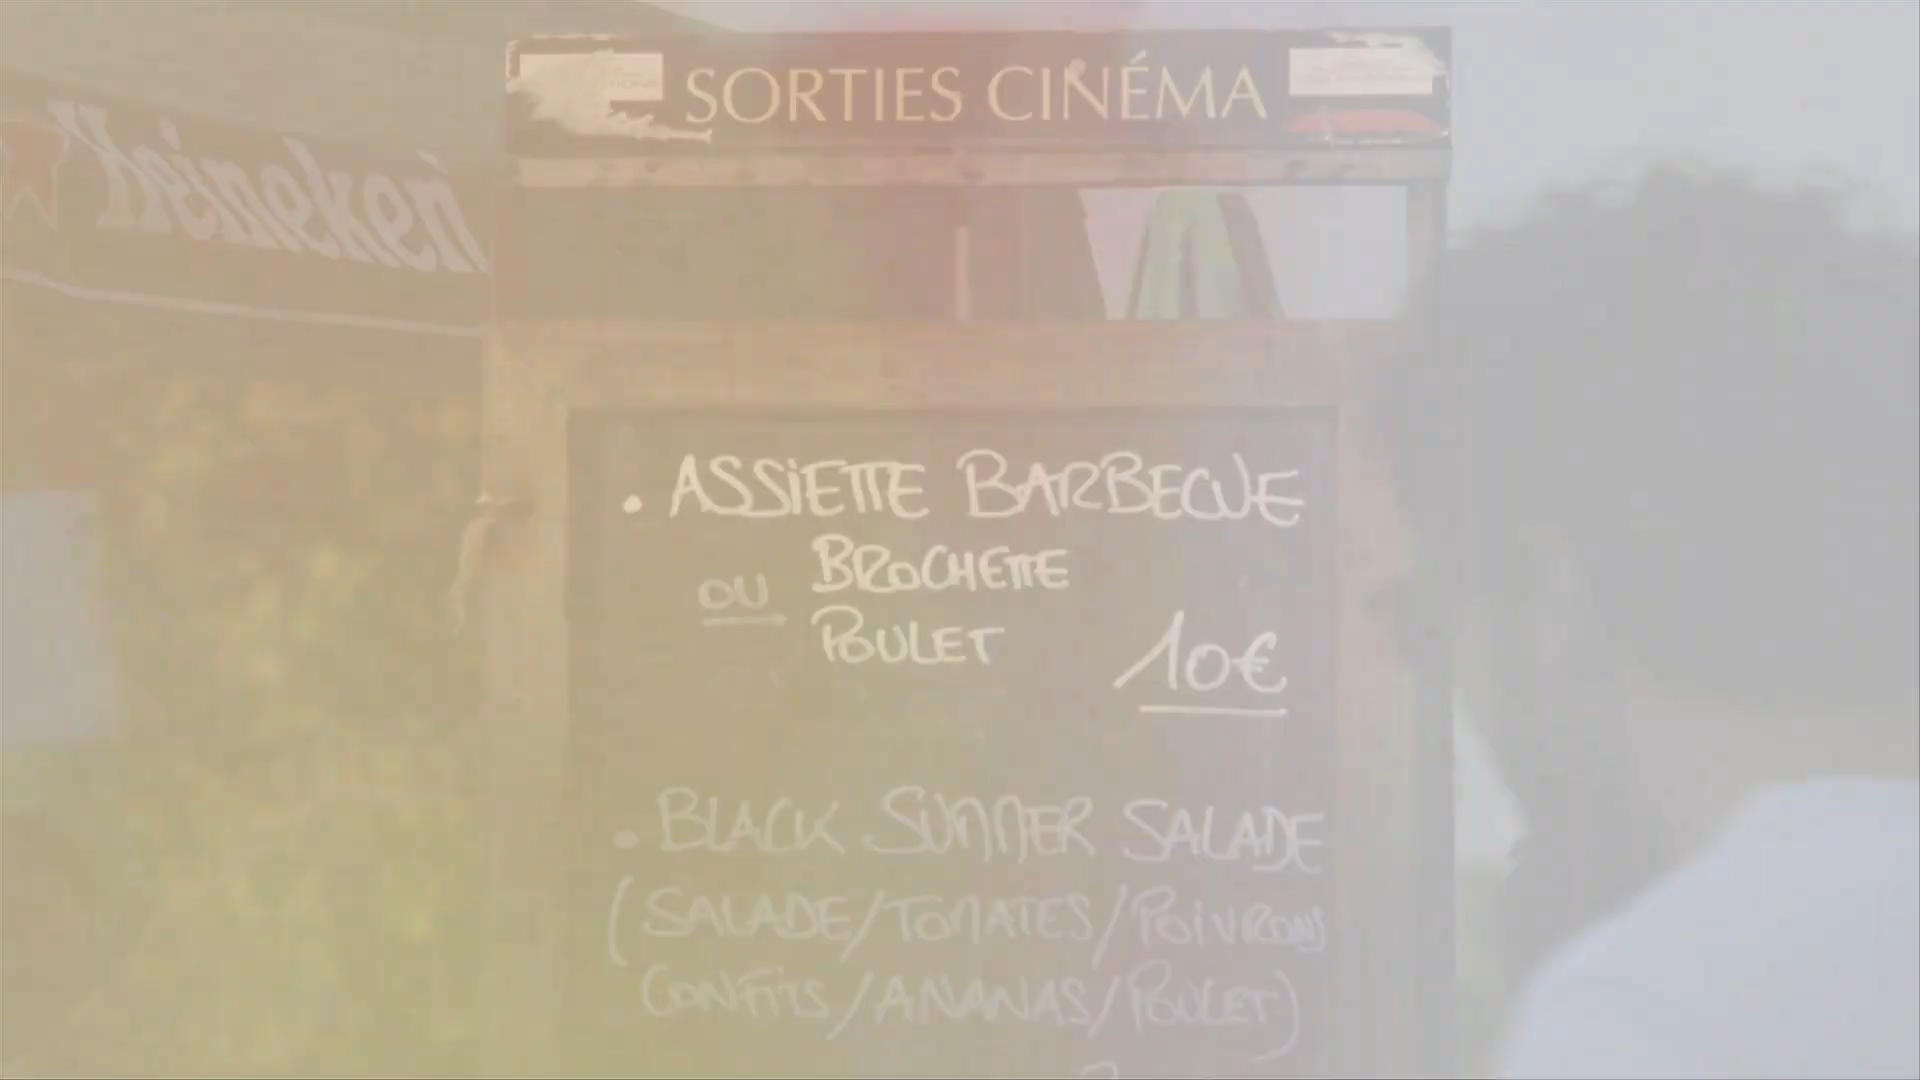 SORTIES CINÉMA
Heineken
• ASSIETTE BARBECUE
OU BROCHETTE
POULET
10€
• BLACK SUMMER SALADE
(SALADE/TOMATES/POIVRONS
CONFITS/ANANAS/POULET)